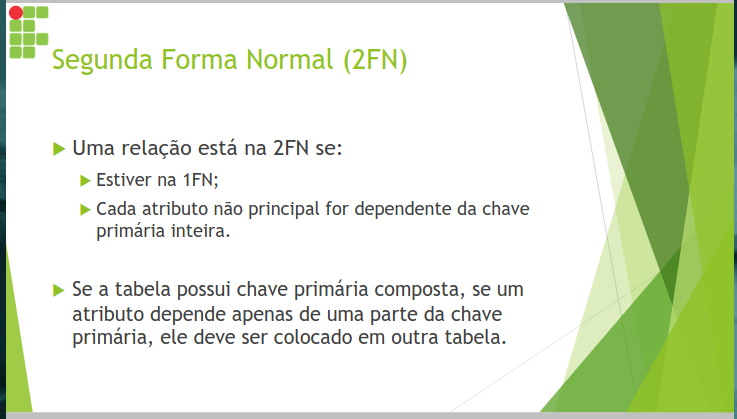 Segunda Forma Normal (2FN)
Uma relação está na 2FN se:
Estiver na 1FN;
Cada atributo não principal for dependente da chave
primária inteira.
Se a tabela possui chave primária composta, se um
atributo depende apenas de uma parte da chave
primária, ele deve ser colocado em outra tabela.